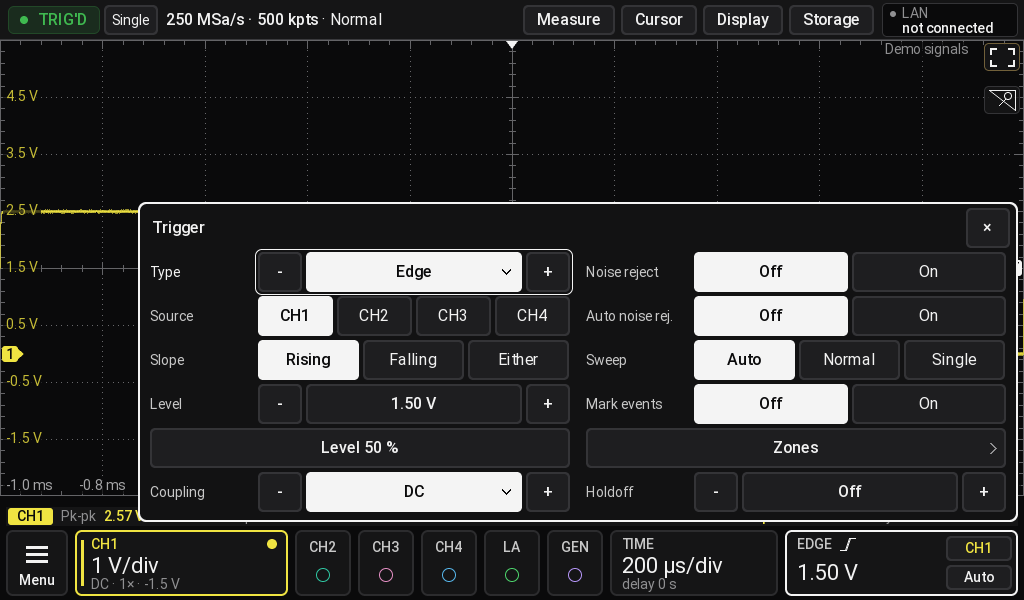 TRIG'D Single 250 MSa/s · 500 kpts · Normal Measure Cursor Display Storage LAN
not connected
Demo signals
4.5 V
3.5 V
2.5 V
Trigger ×
Type - Edge + Noise reject Off On
1.5 V
Source CH1 CH2 CH3 CH4 Auto noise rej. Off On
0.5 V
1
Slope Rising Falling Either Sweep Auto Normal Single
-0.5 V
Level - 1.50 V + Mark events Off On
-1.5 V
Level 50 % Zones
-1.0 ms -0.8 ms
Coupling - DC + Holdoff - Off +
CH1 Pk-pk 2.57 V
Menu
CH1
1 V/div
DC · 1× · -1.5 V
CH2 CH3 CH4 LA GEN
TIME
200 µs/div
delay 0 s
EDGE CH1
1.50 V Auto